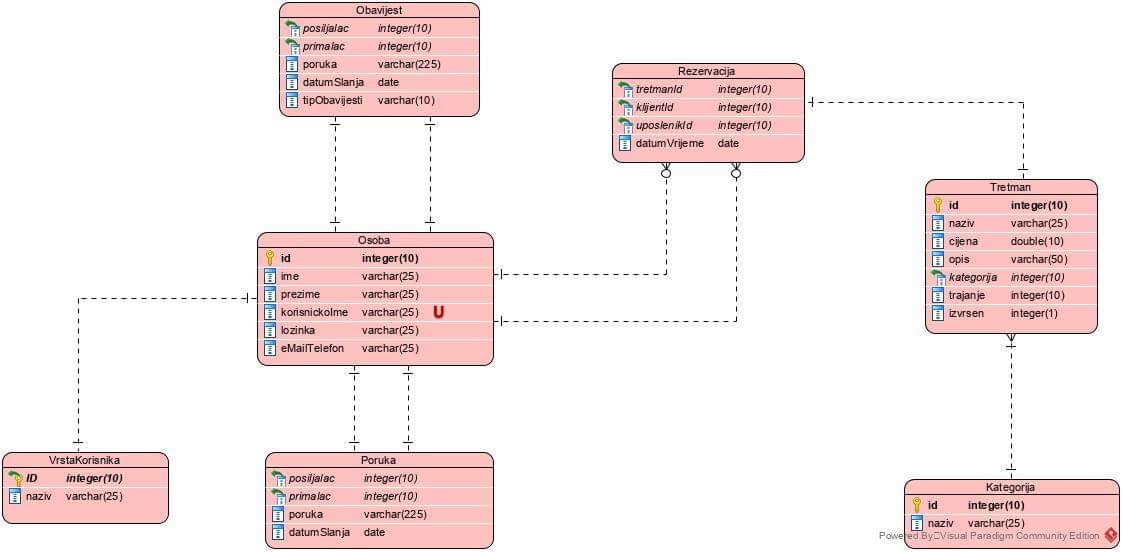 Obavijest
posiljalac integer(10)
primalac integer(10)
poruka varchar(225)
datumSlanja date
tipObavijesti varchar(10)
Rezervacija
tretmanId integer(10)
klijentId integer(10)
uposlenikId integer(10)
datumVrijeme date
Tretman
id integer(10)
naziv varchar(25)
cijena double(10)
opis varchar(50)
kategorija integer(10)
trajanje integer(10)
izvrsen integer(1)
Osoba
id integer(10)
ime varchar(25)
prezime varchar(25)
korisnickoIme varchar(25) U
lozinka varchar(25)
eMailTelefon varchar(25)
VrstaKorisnika
ID integer(10)
naziv varchar(25)
Poruka
posiljalac integer(10)
primalac integer(10)
poruka varchar(225)
datumSlanja date
Kategorija
id integer(10)
naziv varchar(25)
Powered By Visual Paradigm Community Edition